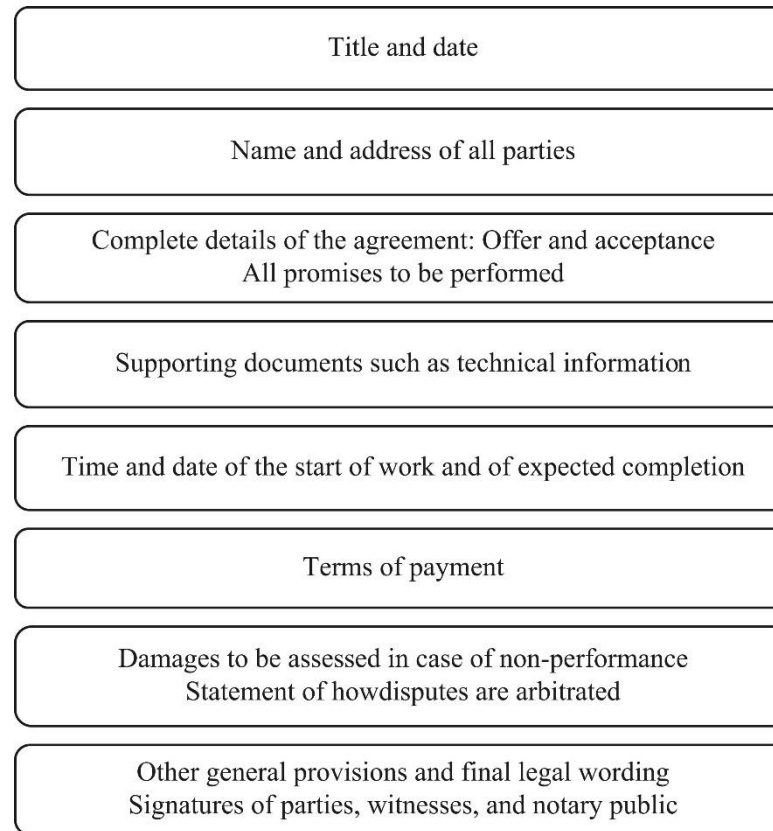 Title and date
Name and address of all parties
Complete details of the agreement: Offer and acceptance
All promises to be performed
Supporting documents such as technical information
Time and date of the start of work and of expected completion
Terms of payment
Damages to be assessed in case of non-performance
Statement of howdisputes are arbitrated
Other general provisions and final legal wording
Signatures of parties, witnesses, and notary public